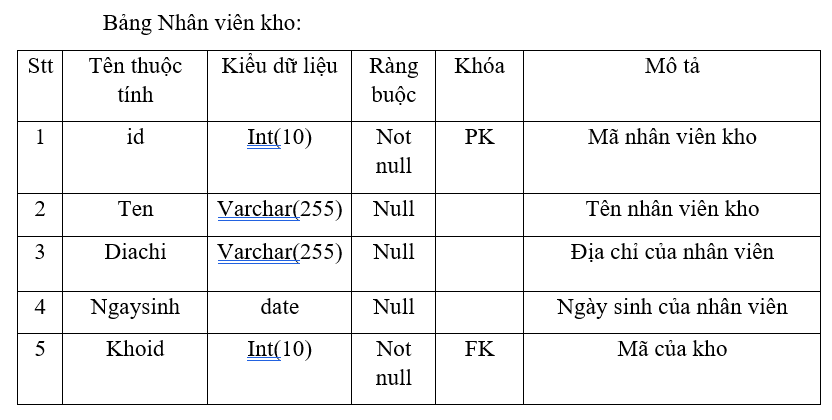 Bảng Nhân viên kho:
Stt Tên thuộc tính Kiểu dữ liệu Ràng buộc Khóa Mô tả
1 id Int(10) Not null PK Mã nhân viên kho
2 Ten Varchar(255) Null Tên nhân viên kho
3 Diachi Varchar(255) Null Địa chỉ của nhân viên
4 Ngaysinh date Null Ngày sinh của nhân viên
5 Khoid Int(10) Not null FK Mã của kho